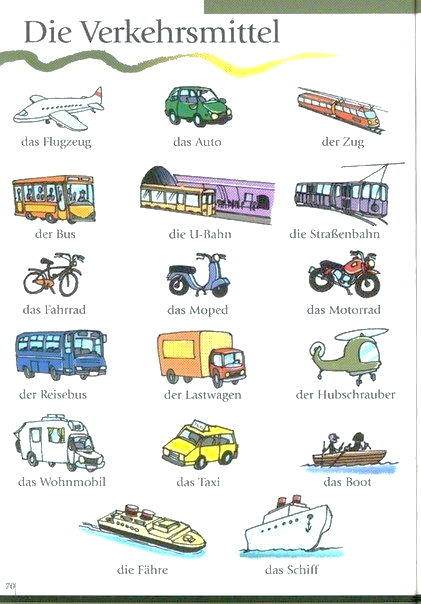 Die Verkehrsmittel
das Flugzeug das Auto der Zug
der Bus die U-Bahn die Straßenbahn
das Fahrrad das Moped das Motorrad
der Reisebus der Lastwagen der Hubschrauber
das Wohnmobil das Taxi das Boot
die Fähre das Schiff
70